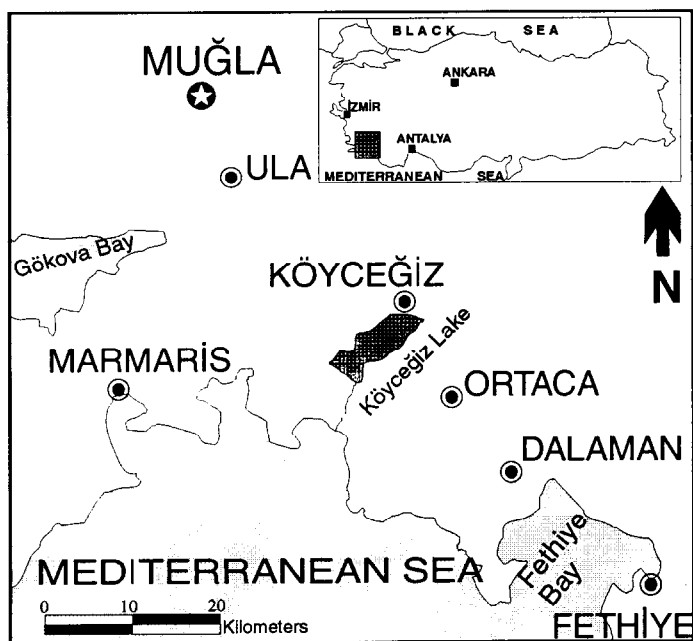 BLACK SEA
ANKARA
İZMİR
ANTALYA
MEDITERRANEAN SEA
MUĞLA
ULA
N
Gökova Bay
KÖYCEĞİZ
Köyceğiz Lake
MARMARİS
ORTACA
DALAMAN
Fethiye
Bay
MEDITERRANEAN SEA
FETHİYE
0 10 20
Kilometers